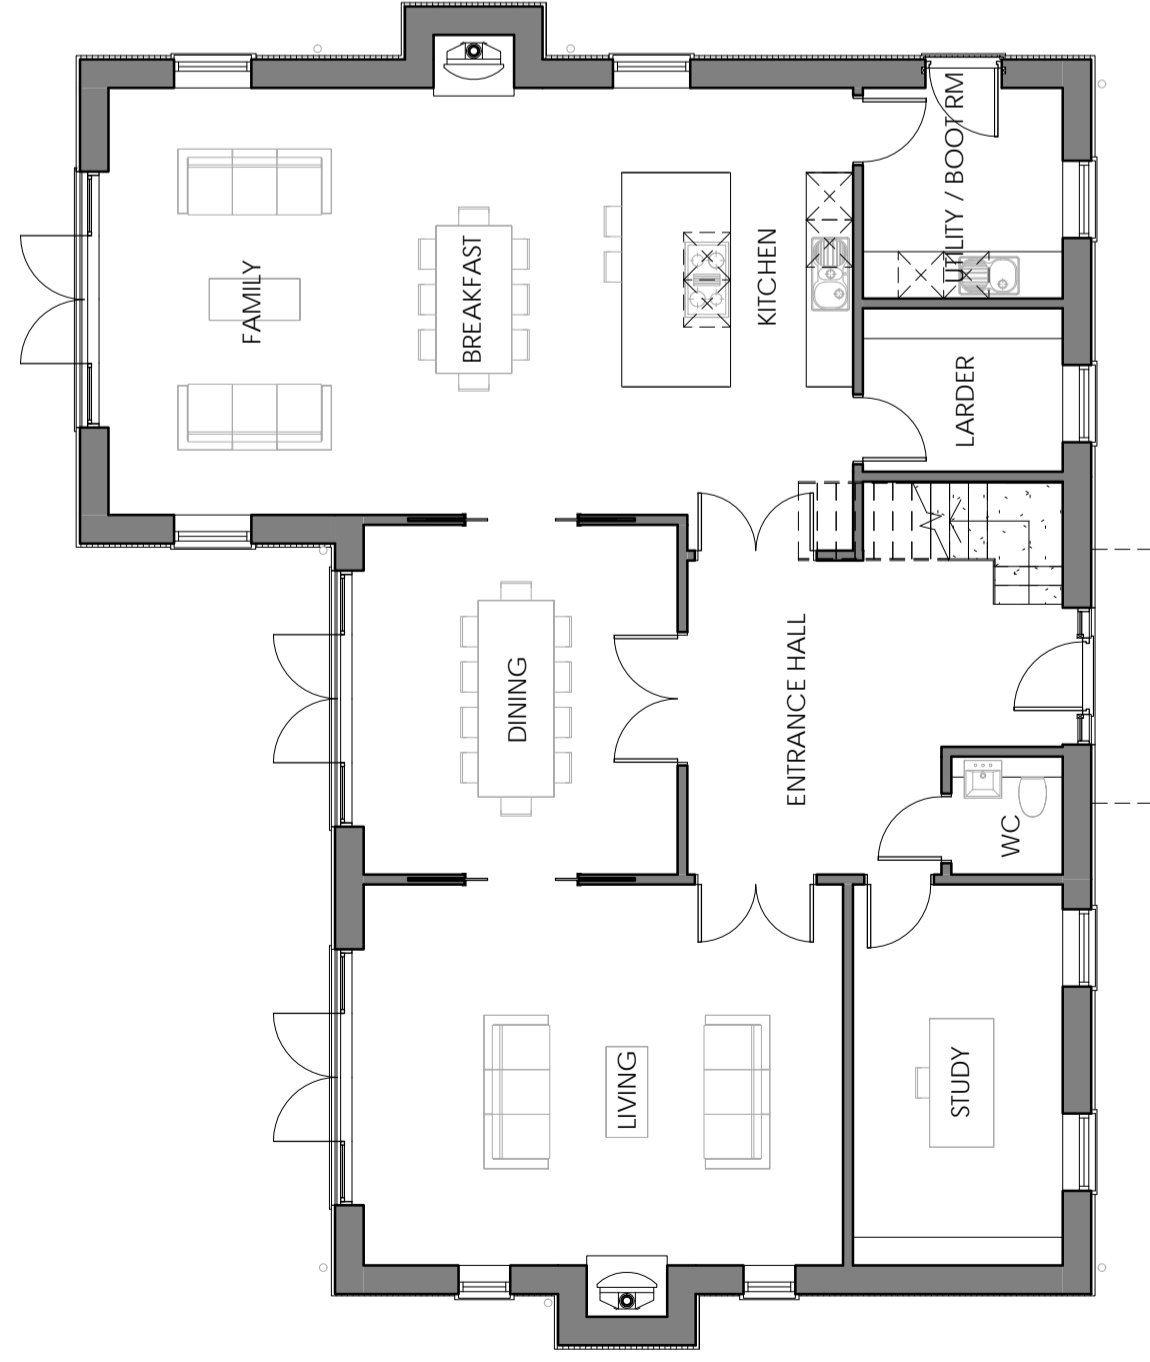 UTILITY / BOOT RM
KITCHEN
BREAKFAST
FAMILY
LARDER
ENTRANCE HALL
DINING
WC
STUDY
LIVING